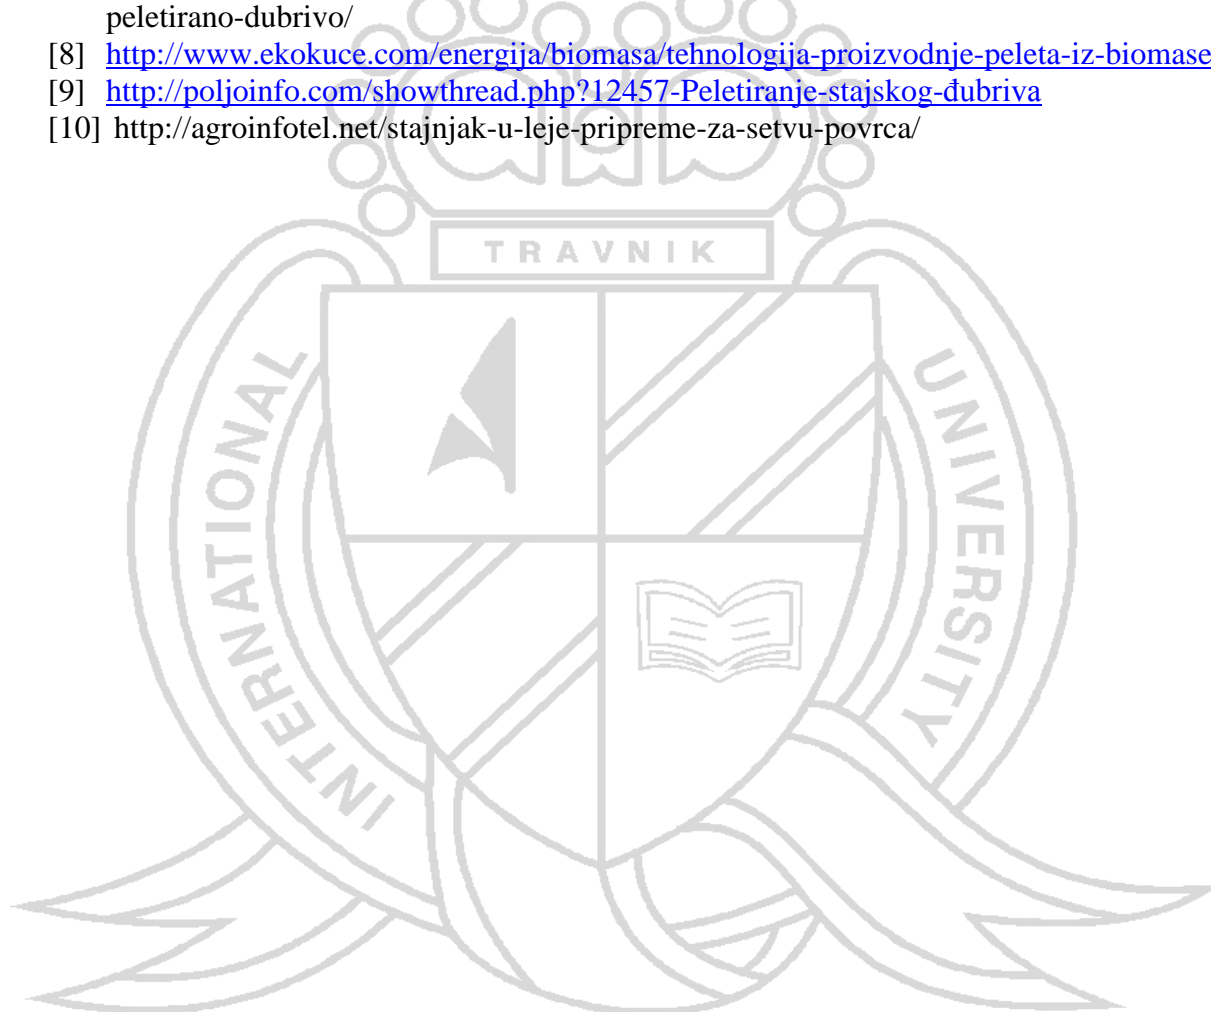 peletirano-dubrivo/
[8] http://www.ekokuce.com/energija/biomasa/tehnologija-proizvodnje-peleta-iz-biomase
[9] http://poljoinfo.com/showthread.php?12457-Peletiranje-stajskog-đubriva
[10] http://agroinfotel.net/stajnjak-u-leje-pripreme-za-setvu-povrca/
TRAVNIK
INTERNATIONAL
UNIVERSITY